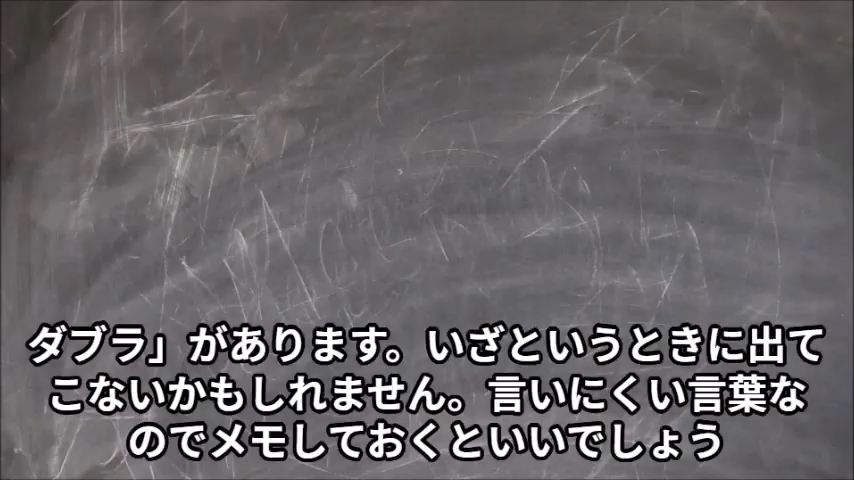 ダブラ」があります。いざというときに出て
こないかもしれません。言いにくい言葉な
のでメモしておくといいでしょう